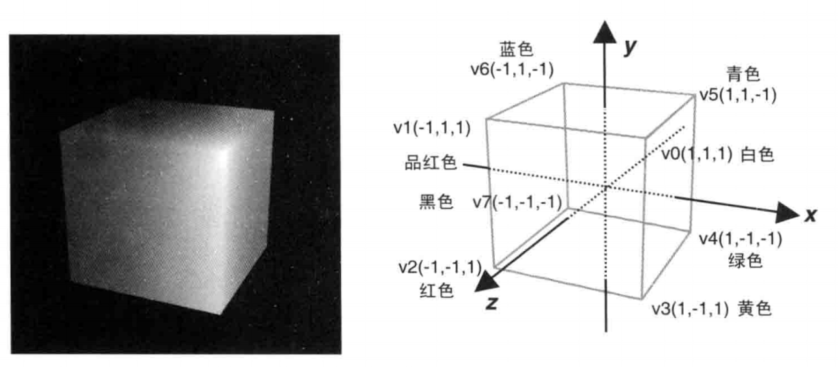 y
蓝色
v6(-1,1,-1)
青色
v5(1,1,-1)
v1(-1,1,1)
v0(1,1,1) 白色
品红色
黑色 v7(-1,-1,-1)
x
v4(1,-1,-1)
绿色
v2(-1,-1,1)
红色
z
v3(1,-1,1) 黄色